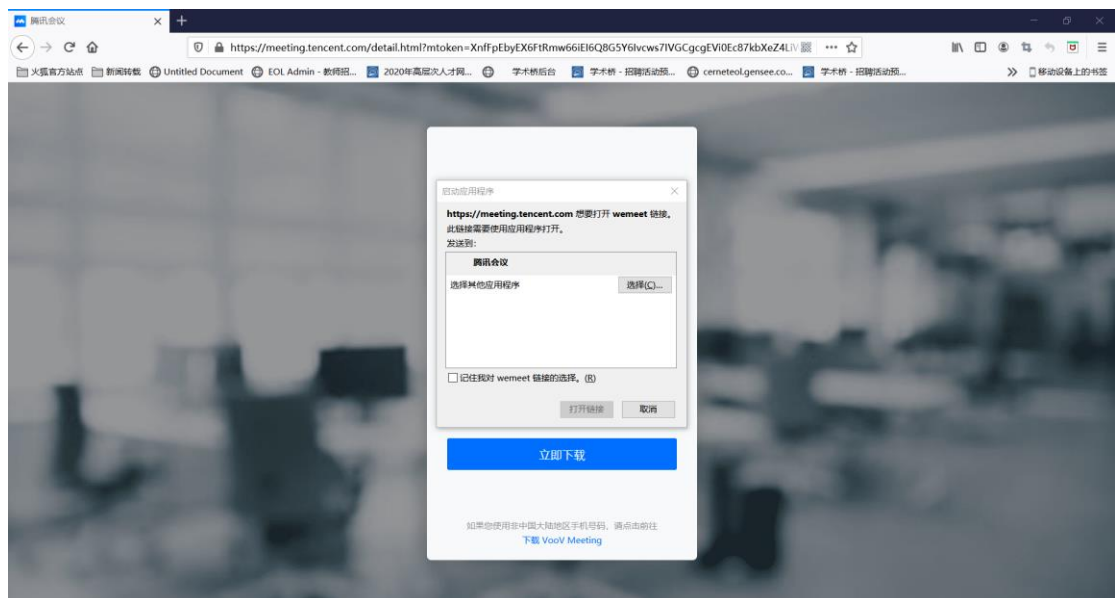 腾讯会议
https://meeting.tencent.com/detail.html?mtoken=XnfFpEbyEX6FtRmw66iEI6Q8G5Y6Ivcws7IVGCgcgEVi0Ec87kbXeZ4LiV
火狐官方站点 新闻转载 Untitled Document EOL Admin - 教师招... 2020年高层次人才网... 学术桥后台 学术桥 - 招聘活动预... cerneteol.gensee.co... 学术桥 - 招聘活动预... 移动设备上的书签
启动应用程序
https://meeting.tencent.com 想要打开 wemeet 链接。
此链接需要使用应用程序打开。
发送到:
腾讯会议
选择其他应用程序 选择(C)...
记住我对 wemeet 链接的选择。(R)
打开链接 取消
立即下载
如果您使用非中国大陆地区手机号码，请点击前往
下载 VooV Meeting